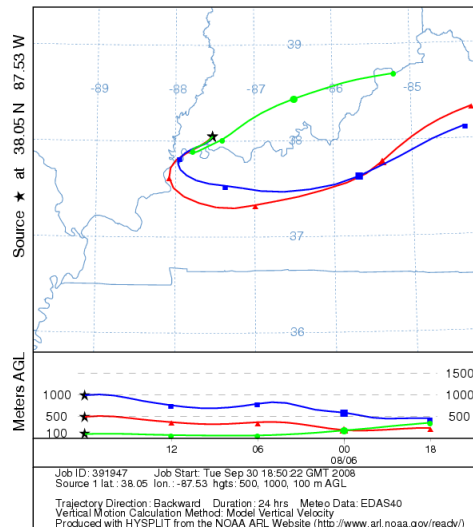 Source ★ at 38.05 N 87.53 W
-89
-88
-87
-86
-85
39
38
37
36
Meters AGL
1500
1000
1000
500
500
100
12
06
00
18
08/06
Job ID: 391947 Job Start: Tue Sep 30 18:50:22 GMT 2008
Source 1 lat.: 38.05 lon.: -87.53 hgts: 500, 1000, 100 m AGL
Trajectory Direction: Backward Duration: 24 hrs Meteo Data: EDAS40
Vertical Motion Calculation Method: Model Vertical Velocity
Produced with HYSPLIT from the NOAA ARL Website (http://www.arl.noaa.gov/ready/)